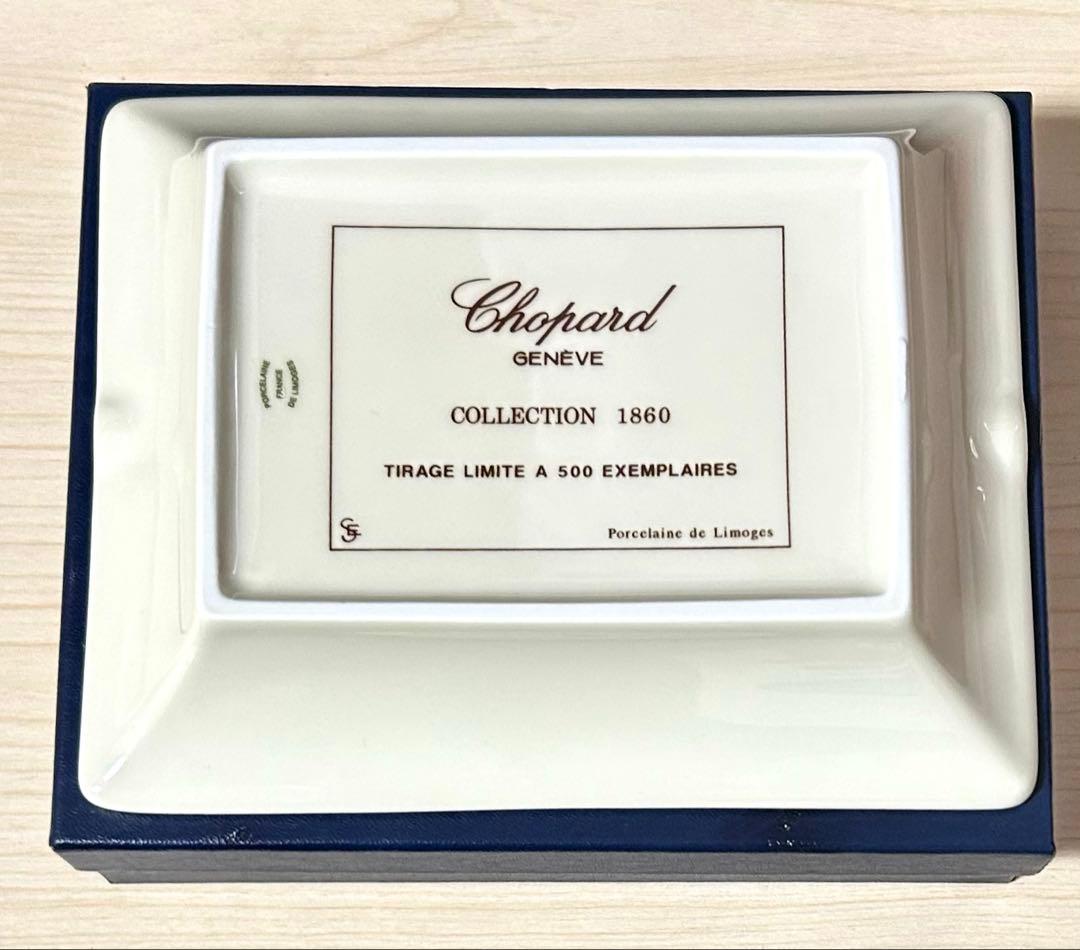 Chopard
GENÈVE
COLLECTION 1860
TIRAGE LIMITE A 500 EXEMPLAIRES
Porcelaine de Limoges
PORCELAINE
FRANCE
DE LIMOGES